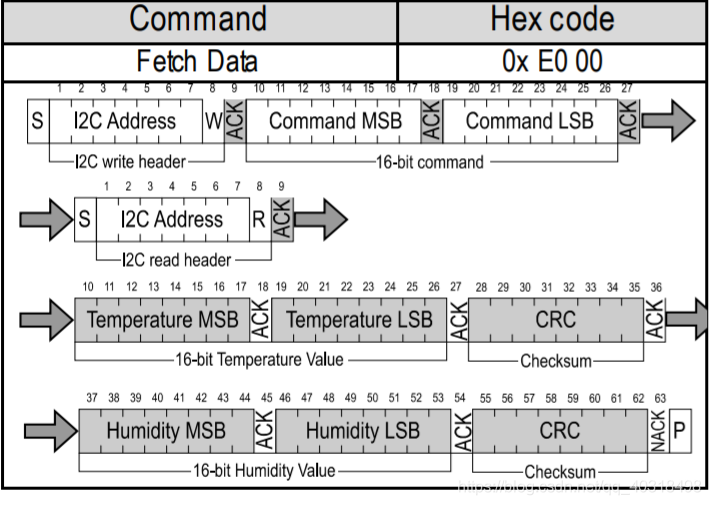 Command Hex code
Fetch Data 0x E0 00
1 2 3 4 5 6 7 8 9 10 11 12 13 14 15 16 17 18 19 20 21 22 23 24 25 26 27
S I2C Address W ACK Command MSB ACK Command LSB ACK
I2C write header 16-bit command
1 2 3 4 5 6 7 8 9
S I2C Address R ACK
I2C read header
10 11 12 13 14 15 16 17 18 19 20 21 22 23 24 25 26 27 28 29 30 31 32 33 34 35 36
Temperature MSB ACK Temperature LSB ACK CRC ACK
16-bit Temperature Value Checksum
37 38 39 40 41 42 43 44 45 46 47 48 49 50 51 52 53 54 55 56 57 58 59 60 61 62 63
Humidity MSB ACK Humidity LSB ACK CRC NACK P
16-bit Humidity Value Checksum